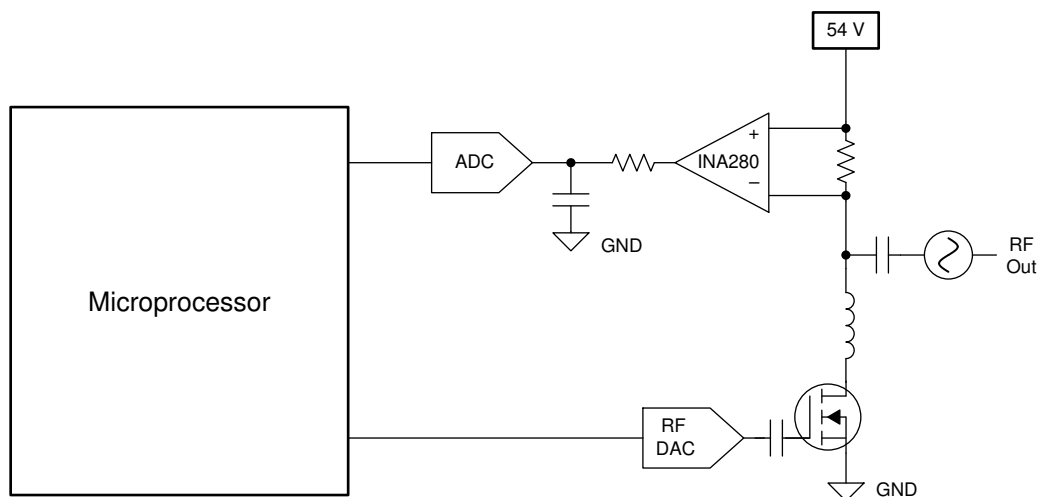 54 V
+
ADC
INA280
–
GND
RF
Out
Microprocessor
RF
DAC
GND